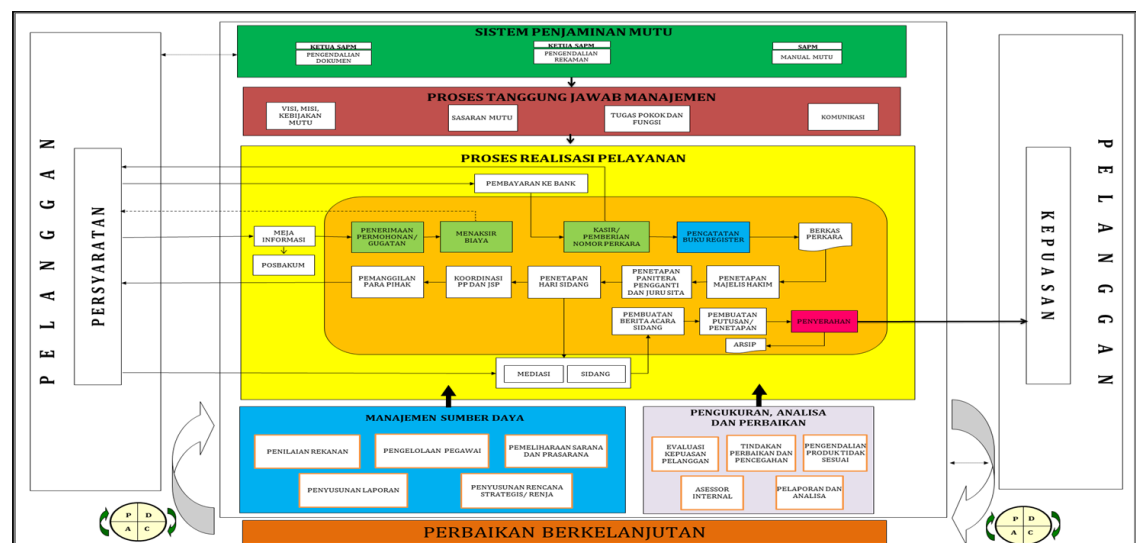 SISTEM PENJAMINAN MUTU
KETUA SAPM
PENGENDALIAN
DOKUMEN
KETUA SAPM
PENGENDALIAN
REKAMAN
SAPM
MANUAL MUTU
PROSES TANGGUNG JAWAB MANAJEMEN
VISI, MISI,
KEBIJAKAN
MUTU
SASARAN MUTU
TUGAS POKOK DAN
FUNGSI
KOMUNIKASI
PELANGGAN
PERSYARATAN
PROSES REALISASI PELAYANAN
PEMBAYARAN KE BANK
MEJA
INFORMASI
POSBAKUM
PENERIMAAN
PERMOHONAN/
GUGATAN
MENAKSIR
BIAYA
KASIR/
PEMBERIAN
NOMOR PERKARA
PENCATATAN
BUKU REGISTER
BERKAS
PERKARA
PEMANGGILAN
PARA PIHAK
KOORDINASI
PP DAN JSP
PENETAPAN
HARI SIDANG
PENETAPAN
PANITERA
PENGGANTI
DAN JURU SITA
PENETAPAN
MAJELIS HAKIM
PEMBUATAN
BERITA ACARA
SIDANG
PEMBUATAN
PUTUSAN/
PENETAPAN
PENYERAHAN
ARSIP
MEDIASI
SIDANG
KEPUASAN
PELANGGAN
MANAJEMEN SUMBER DAYA
PENILAIAN REKANAN
PENGELOLAAN PEGAWAI
PEMELIHARAAN SARANA
DAN PRASARANA
PENYUSUNAN LAPORAN
PENYUSUNAN RENCANA
STRATEGIS/ RENJA
PENGUKURAN, ANALISA
DAN PERBAIKAN
EVALUASI
KEPUASAN
PELANGGAN
TINDAKAN
PERBAIKAN DAN
PENCEGAHAN
PENGENDALIAN
PRODUK TIDAK
SESUAI
ASESSOR
INTERNAL
PELAPORAN DAN
ANALISA
P D
A C
P D
A C
PERBAIKAN BERKELANJUTAN